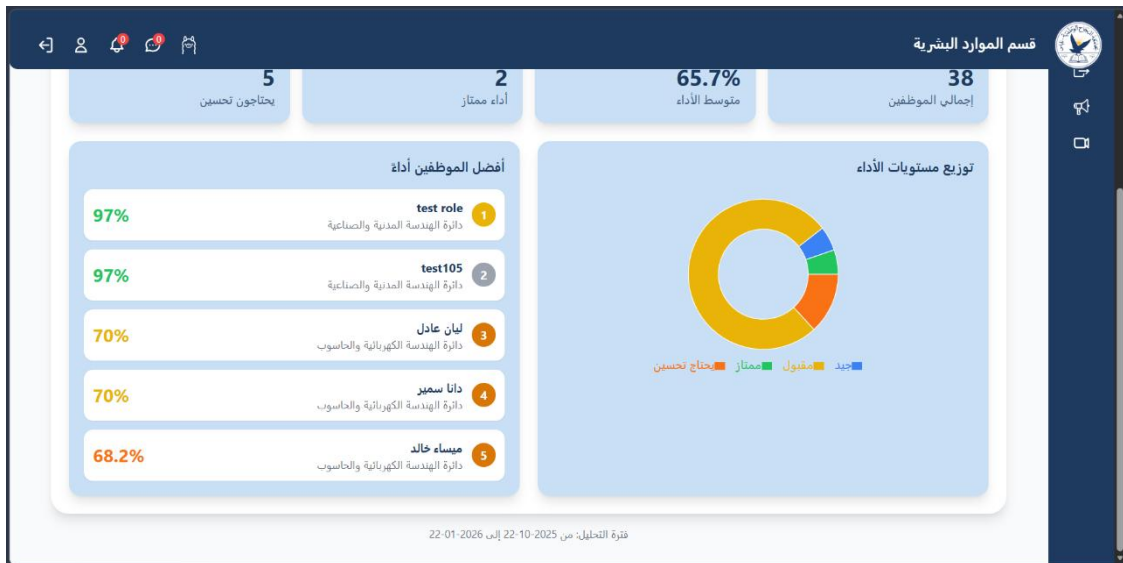 قسم الموارد البشرية
0
0
38
إجمالي الموظفين
65.7%
متوسط الأداء
2
أداء ممتاز
5
يحتاجون تحسين
توزيع مستويات الأداء
جيد
مقبول
ممتاز
يحتاج تحسين
أفضل الموظفين أداءً
1
test role
دائرة الهندسة المدنية والصناعية
97%
2
test105
دائرة الهندسة المدنية والصناعية
97%
3
ليان عادل
دائرة الهندسة الكهربائية والحاسوب
70%
4
دانا سمير
دائرة الهندسة الكهربائية والحاسوب
70%
5
ميساء خالد
دائرة الهندسة الكهربائية والحاسوب
68.2%
فترة التحليل: من 2025-10-22 إلى 2026-01-22